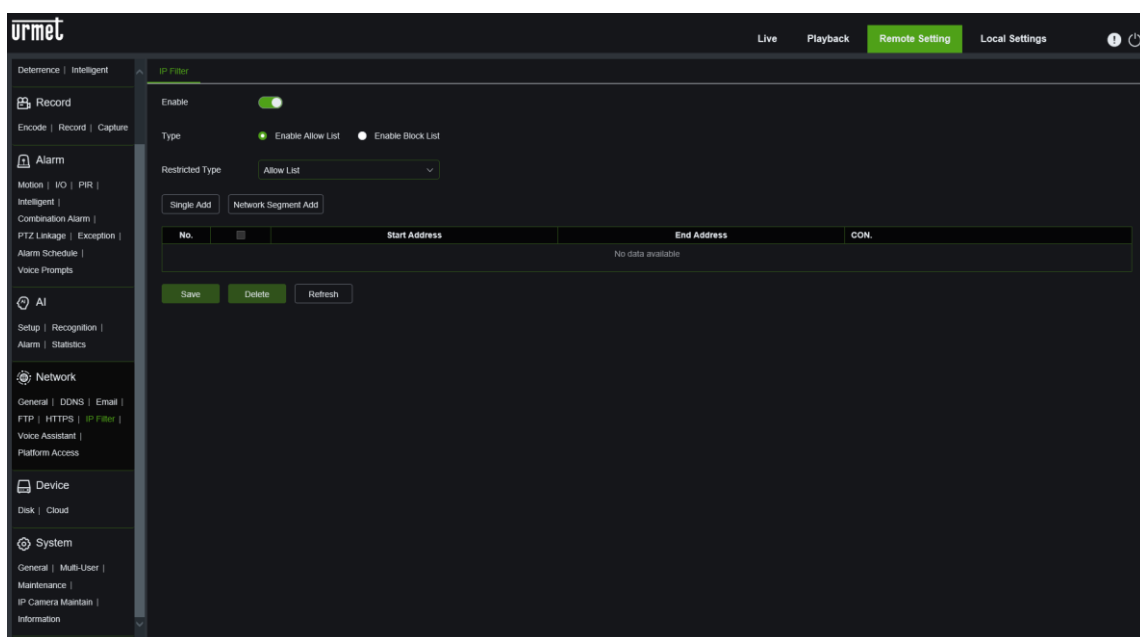 urmet
Live Playback Remote Setting Local Settings
Deterrence | Intelligent
Record
Encode | Record | Capture
Alarm
Motion | I/O | PIR |
Intelligent |
Combination Alarm |
PTZ Linkage | Exception |
Alarm Schedule |
Voice Prompts
AI
Setup | Recognition |
Alarm | Statistics
Network
General | DDNS | Email |
FTP | HTTPS | IP Filter |
Voice Assistant |
Platform Access
Device
Disk | Cloud
System
General | Multi-User |
Maintenance |
IP Camera Maintain |
Information
IP Filter
Enable
Type Enable Allow List Enable Block List
Restricted Type Allow List
Single Add Network Segment Add
No. Start Address End Address CON.
No data available
Save Delete Refresh